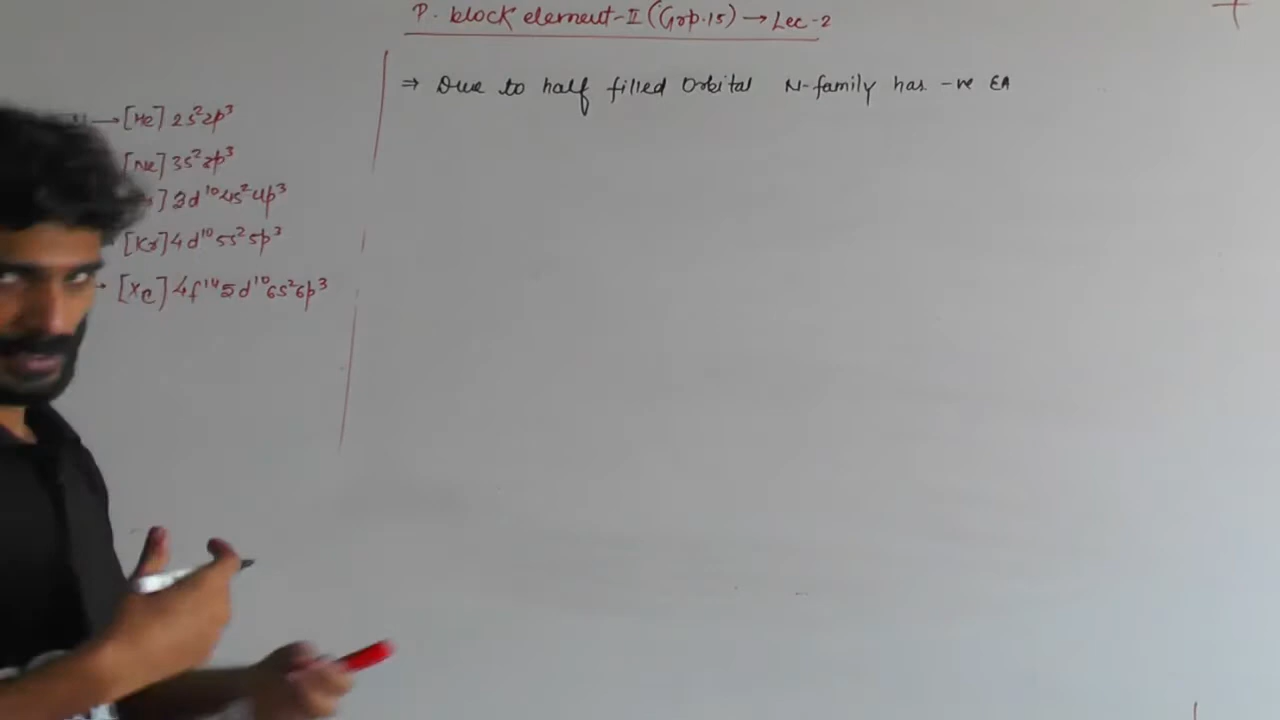 P. block element-II (Grp.15) → Lec-2
⇒ Due to half filled Orbital N-family has -ve EA
→ [He] 2s²2p³
[Ne] 3s²3p³
] 3d¹⁰4s²4p³
[Kr] 4d¹⁰5s²5p³
→ [Xe] 4f¹⁴5d¹⁰6s²6p³